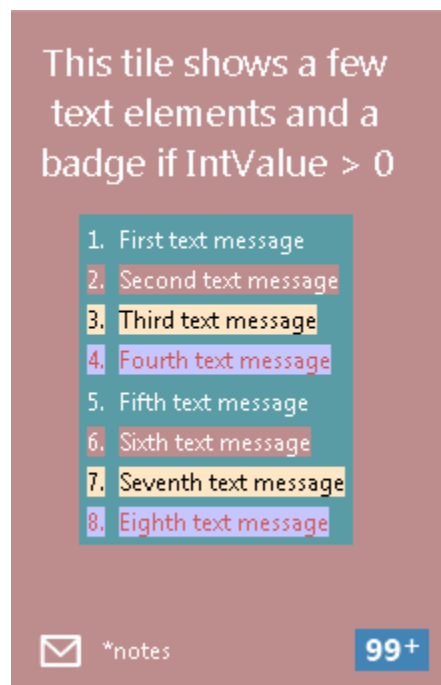 This tile shows a few
text elements and a
badge if IntValue > 0
1. First text message
2. Second text message
3. Third text message
4. Fourth text message
5. Fifth text message
6. Sixth text message
7. Seventh text message
8. Eighth text message
*notes 99+